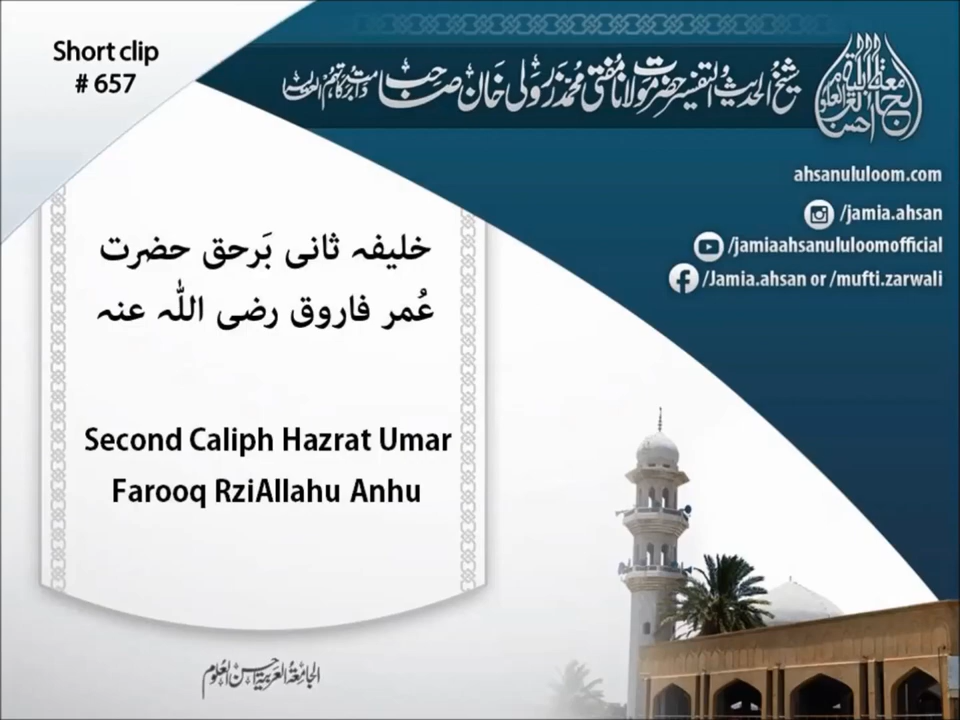 Short clip
# 657
شیخ الحدیث والتفسیر حضرت مولانا مفتی محمد زر ولی خان صاحب دامت برکاتہم العالیہ
ahsanululoom.com
/jamia.ahsan
/jamiaahsanululoomofficial
/Jamia.ahsan or /mufti.zarwali
خلیفہ ثانی بَرحق حضرت
عُمر فاروق رضی اللہ عنہ
Second Caliph Hazrat Umar
Farooq RziAllahu Anhu
الجامعۃ العربیۃ احسن العلوم